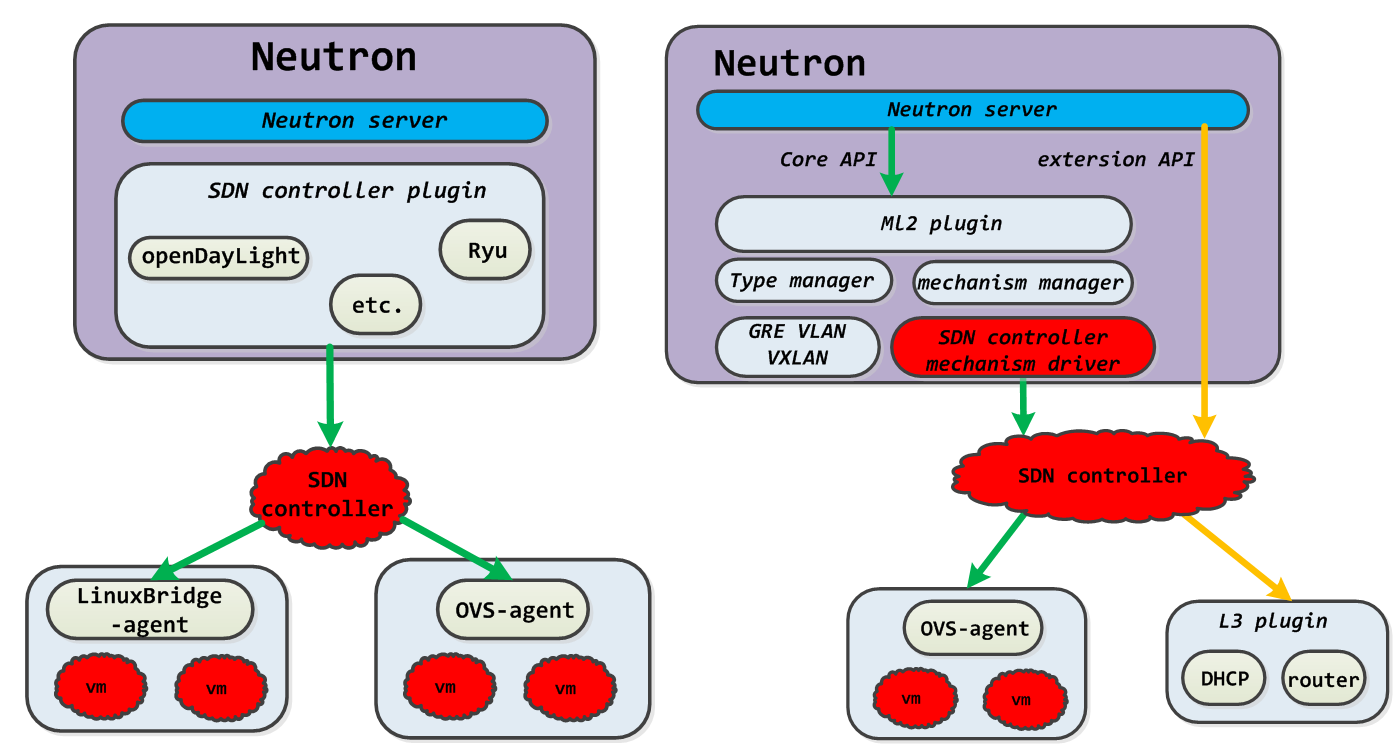 Neutron
Neutron server
SDN controller plugin
openDayLight
Ryu
etc.
SDN
controller
LinuxBridge
-agent
vm
vm
OVS-agent
vm
vm
Neutron
Neutron server
Core API
extersion API
Ml2 plugin
Type manager
mechanism manager
GRE VLAN
VXLAN
SDN controller
mechanism driver
SDN controller
OVS-agent
vm
vm
L3 plugin
DHCP
router